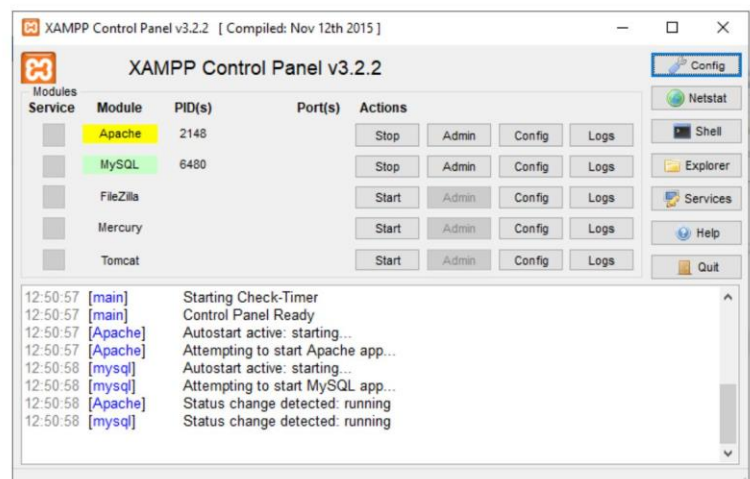 XAMPP Control Panel v3.2.2 [ Compiled: Nov 12th 2015 ]
XAMPP Control Panel v3.2.2
Config
Modules
Service Module PID(s) Port(s) Actions
Netstat
Apache 2148 Stop Admin Config Logs
Shell
MySQL 6480 Stop Admin Config Logs
Explorer
FileZilla Start Admin Config Logs
Services
Mercury Start Admin Config Logs
Help
Tomcat Start Admin Config Logs
Quit
12:50:57 [main] Starting Check-Timer
12:50:57 [main] Control Panel Ready
12:50:57 [Apache] Autostart active: starting...
12:50:57 [Apache] Attempting to start Apache app...
12:50:58 [mysql] Autostart active: starting...
12:50:58 [mysql] Attempting to start MySQL app...
12:50:58 [Apache] Status change detected: running
12:50:58 [mysql] Status change detected: running